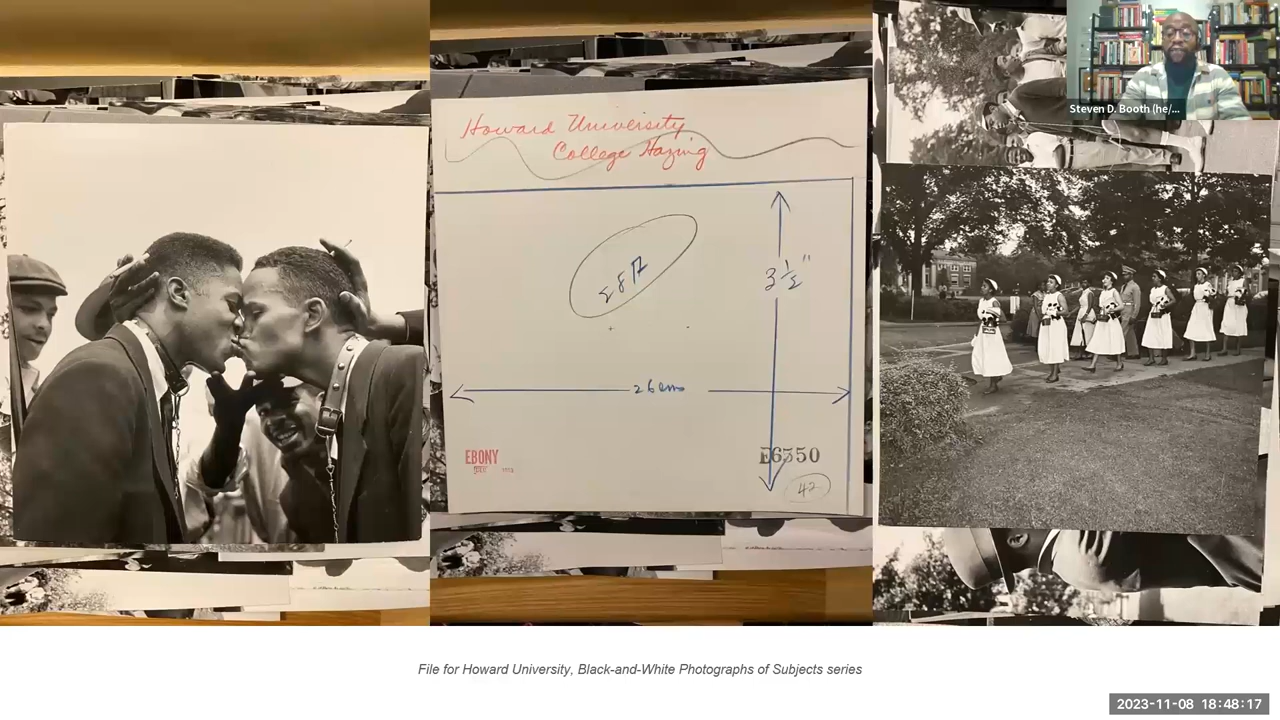 Howard University
College Hazing
3 1/2"
26 ems
EBONY
E6350
42
Steven D. Booth (he/...
File for Howard University, Black-and-White Photographs of Subjects series
2023-11-08 18:48:17